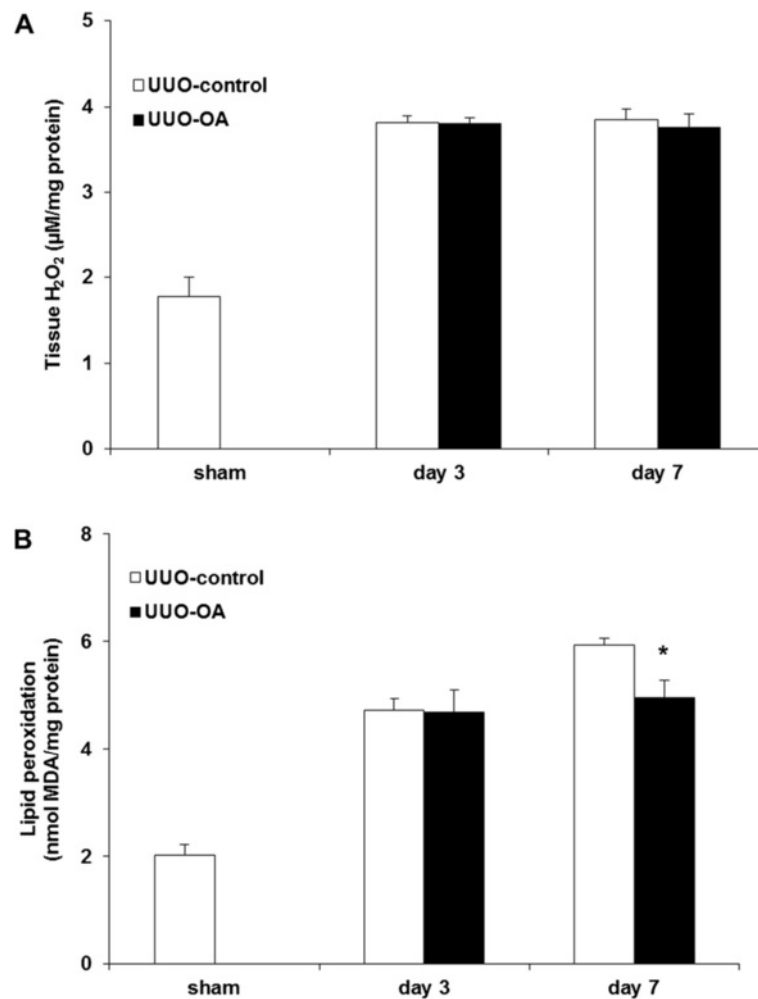 A
5
4
3
2
1
0
Tissue H₂O₂ (µM/mg protein)
UUO-control
UUO-OA
sham day 3 day 7
B
8
6
4
2
0
Lipid peroxidation
(nmol MDA/mg protein)
UUO-control
UUO-OA
*
sham day 3 day 7